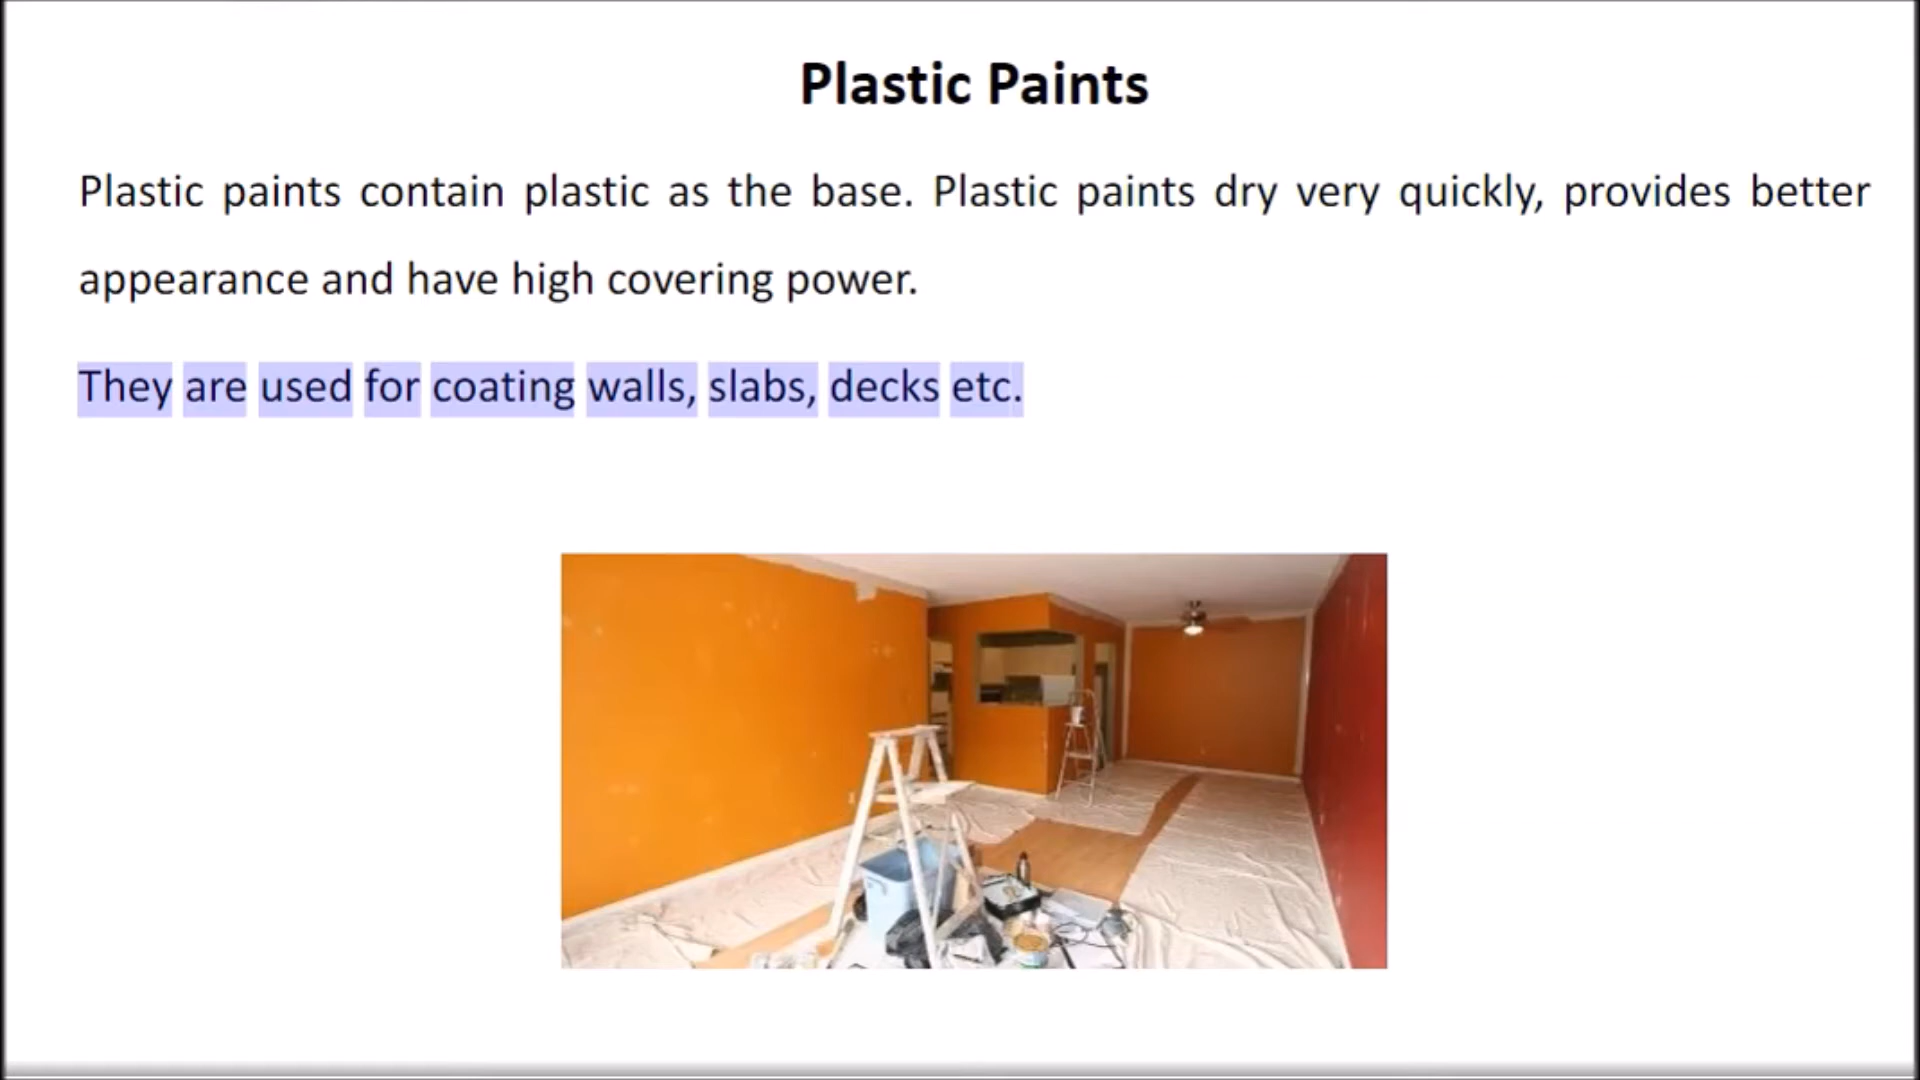 Plastic Paints
Plastic paints contain plastic as the base. Plastic paints dry very quickly, provides better
appearance and have high covering power.
They are used for coating walls, slabs, decks etc.